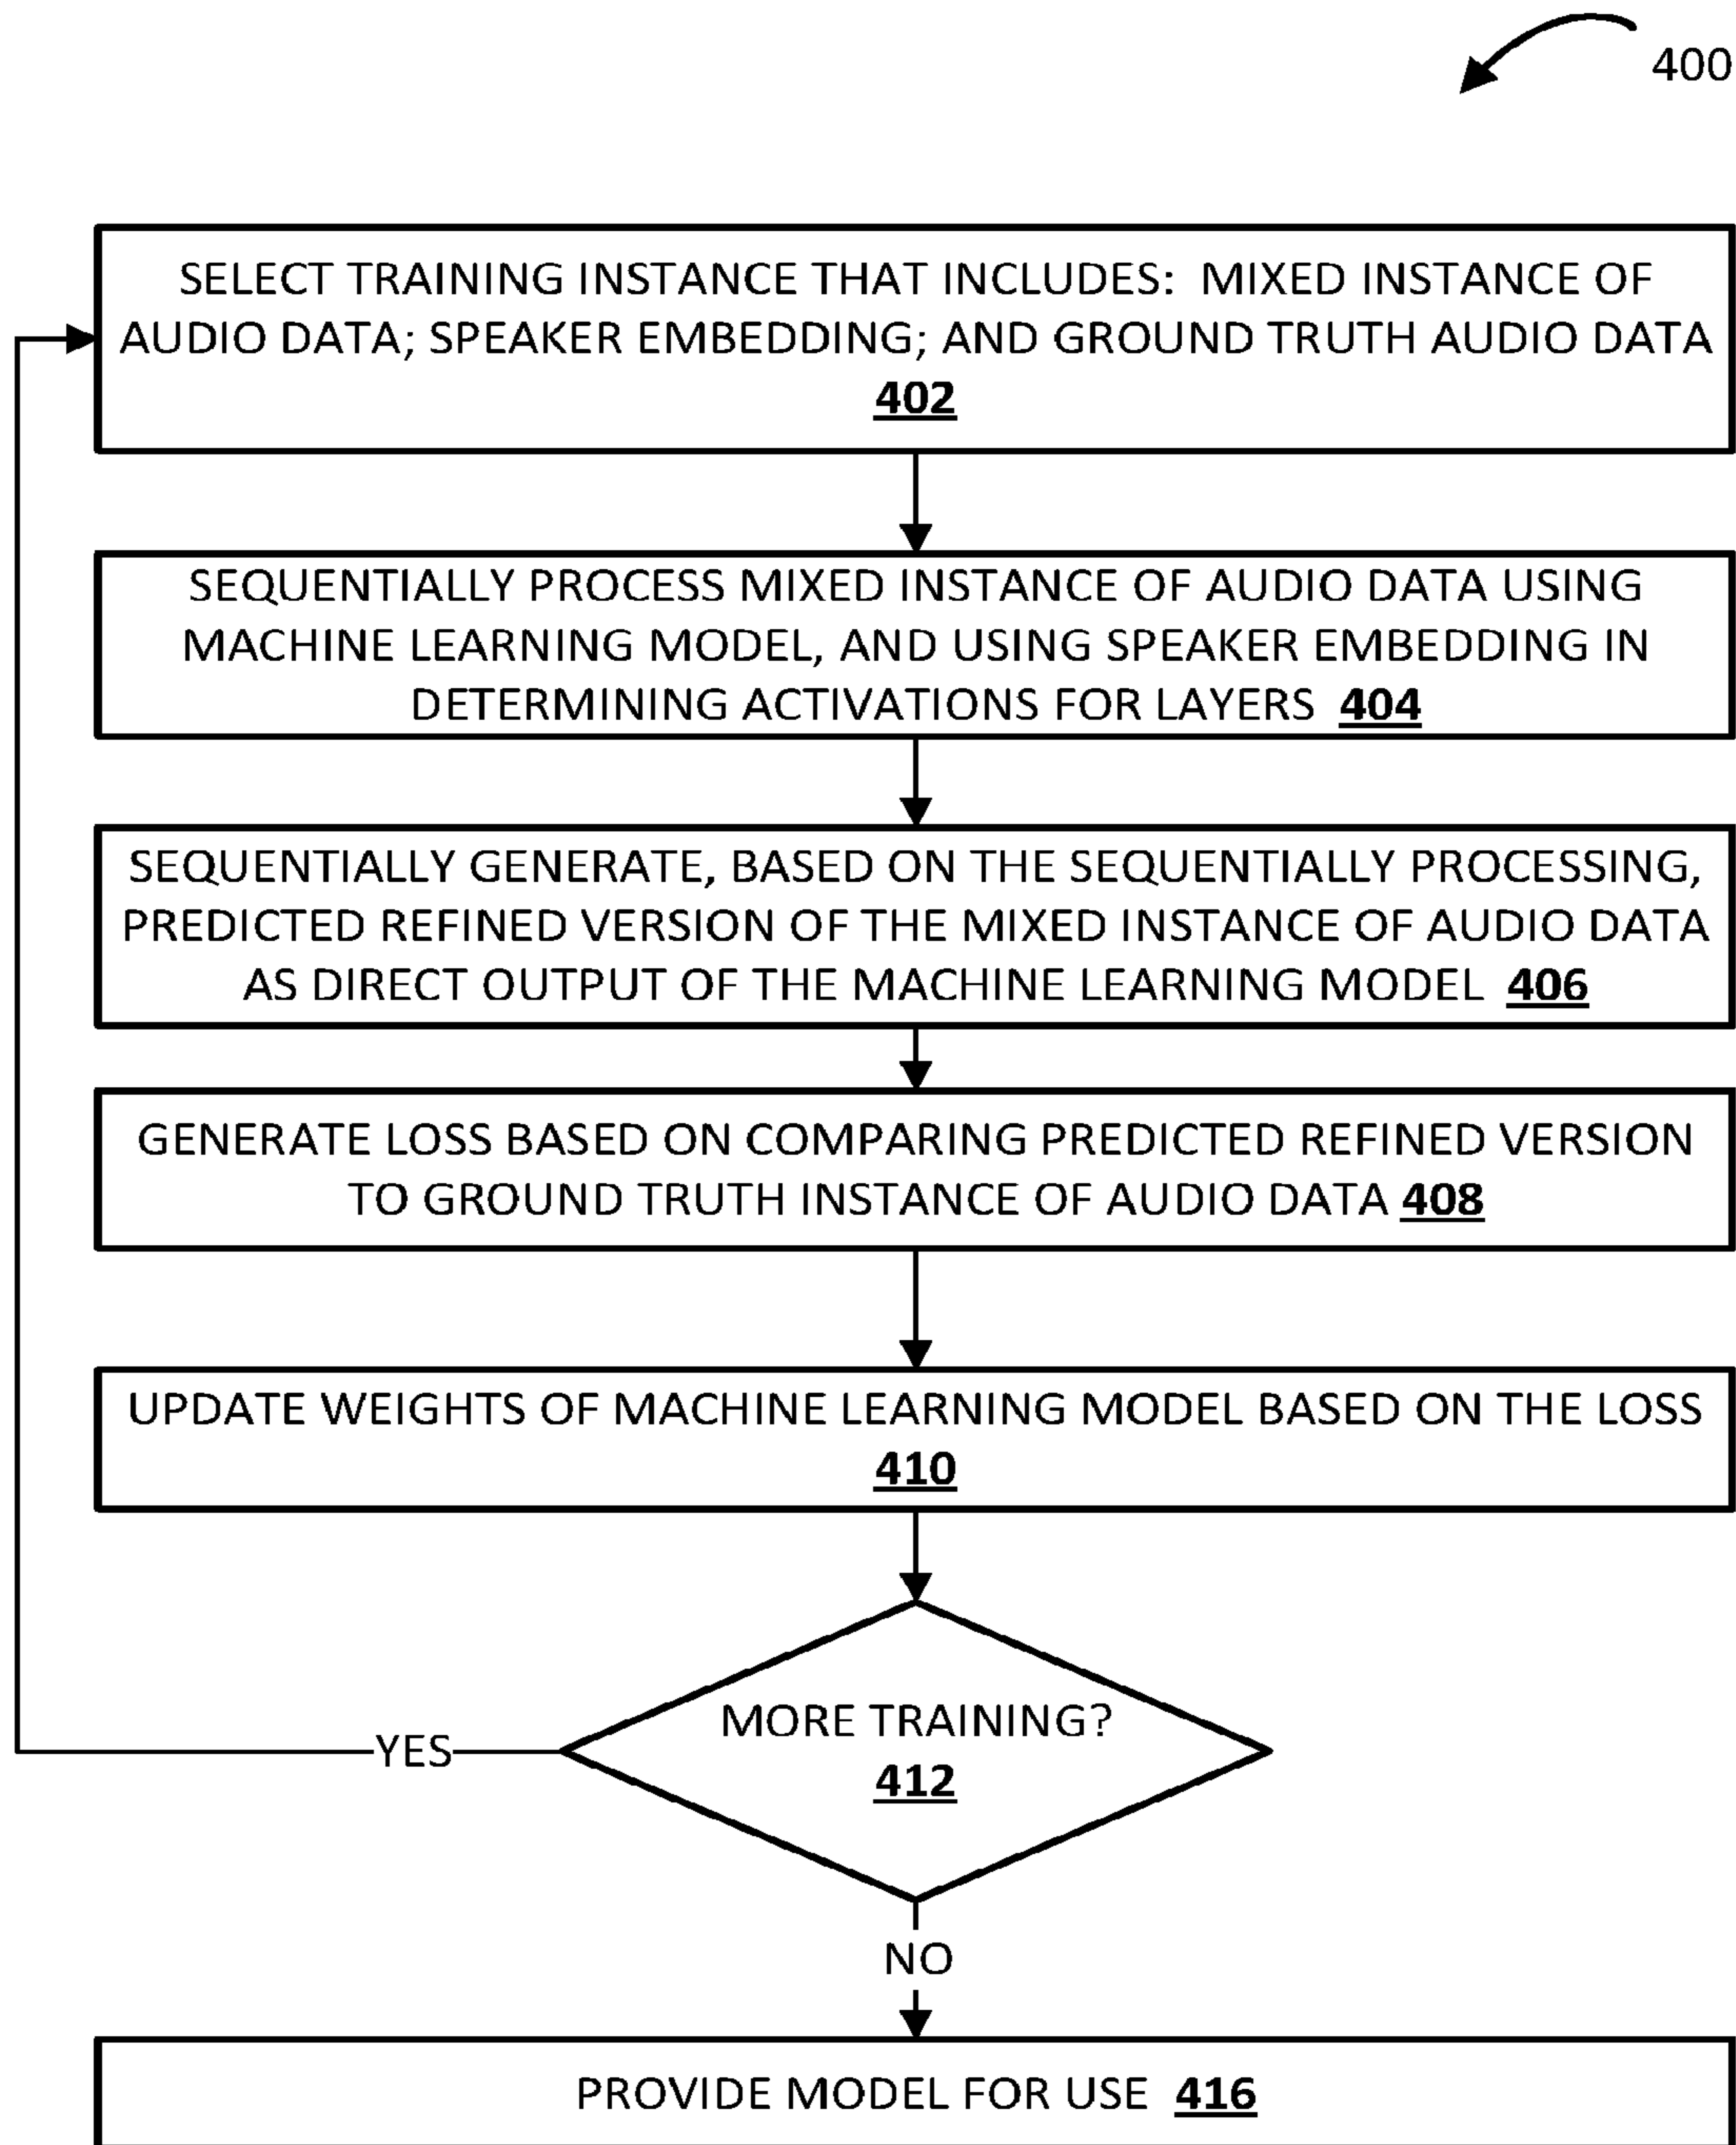 400
SELECT TRAINING INSTANCE THAT INCLUDES: MIXED INSTANCE OF
AUDIO DATA; SPEAKER EMBEDDING; AND GROUND TRUTH AUDIO DATA
402
SEQUENTIALLY PROCESS MIXED INSTANCE OF AUDIO DATA USING
MACHINE LEARNING MODEL, AND USING SPEAKER EMBEDDING IN
DETERMINING ACTIVATIONS FOR LAYERS 404
SEQUENTIALLY GENERATE, BASED ON THE SEQUENTIALLY PROCESSING,
PREDICTED REFINED VERSION OF THE MIXED INSTANCE OF AUDIO DATA
AS DIRECT OUTPUT OF THE MACHINE LEARNING MODEL 406
GENERATE LOSS BASED ON COMPARING PREDICTED REFINED VERSION
TO GROUND TRUTH INSTANCE OF AUDIO DATA 408
UPDATE WEIGHTS OF MACHINE LEARNING MODEL BASED ON THE LOSS
410
MORE TRAINING?
412
YES
NO
PROVIDE MODEL FOR USE 416